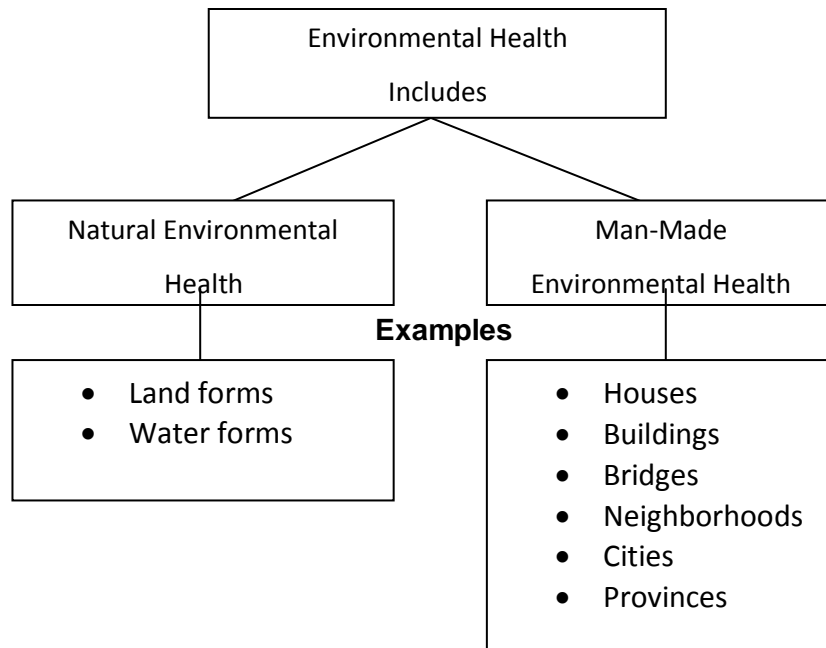 Environmental Health
Includes
Natural Environmental
Health
Man-Made
Environmental Health
Examples
• Land forms
• Water forms
• Houses
• Buildings
• Bridges
• Neighborhoods
• Cities
• Provinces